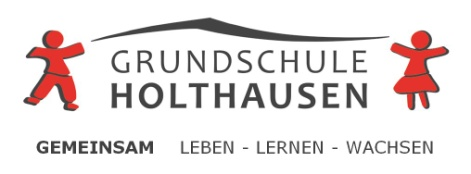 GRUNDSCHULE
HOLTHAUSEN
GEMEINSAM LEBEN - LERNEN - WACHSEN